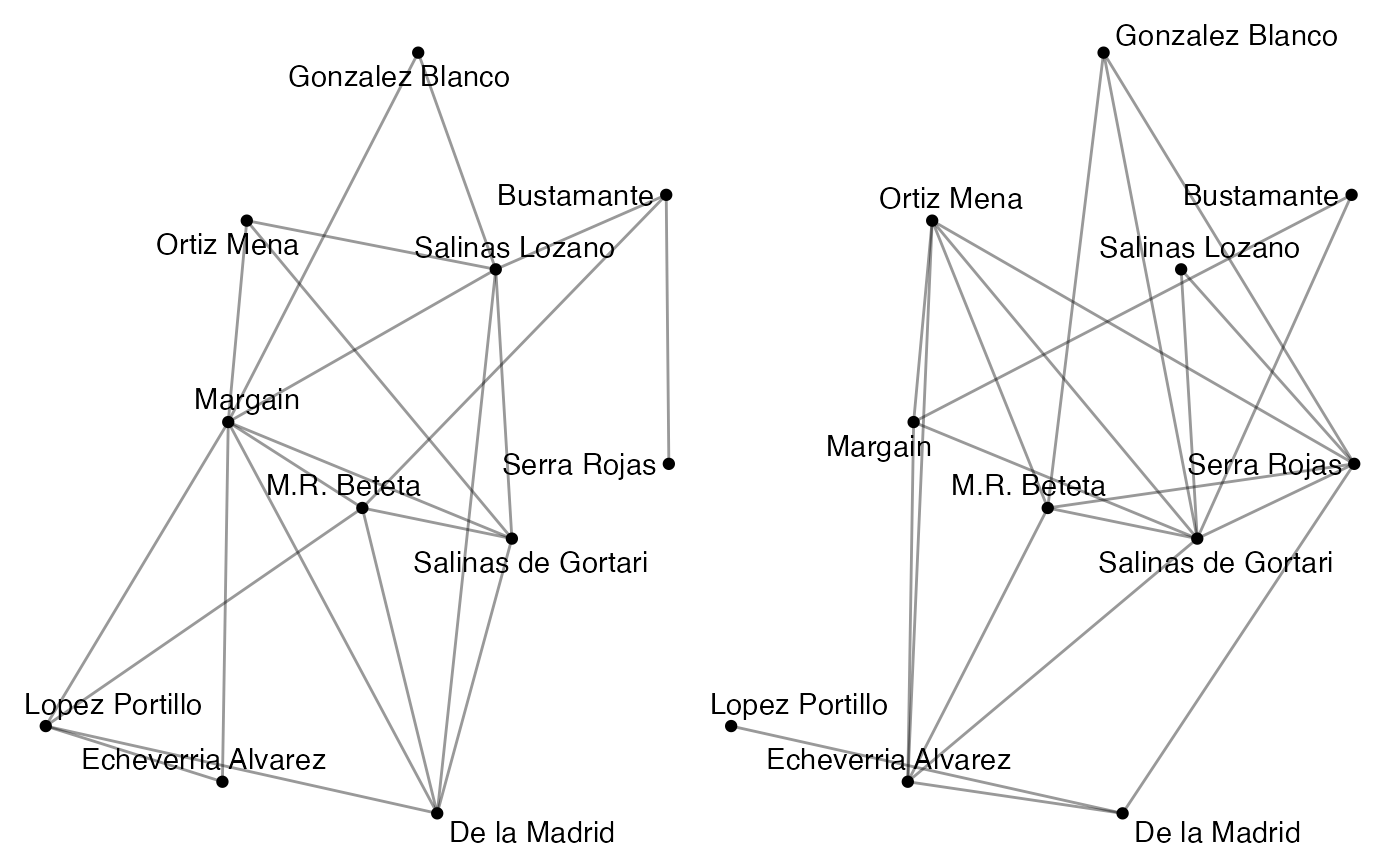 Gonzalez Blanco
Bustamante
Ortiz Mena
Salinas Lozano
Margain
Serra Rojas
M.R. Beteta
Salinas de Gortari
Lopez Portillo
Echeverria Alvarez
De la Madrid
Gonzalez Blanco
Ortiz Mena
Bustamante
Salinas Lozano
Margain
Serra Rojas
M.R. Beteta
Salinas de Gortari
Lopez Portillo
Echeverria Alvarez
De la Madrid